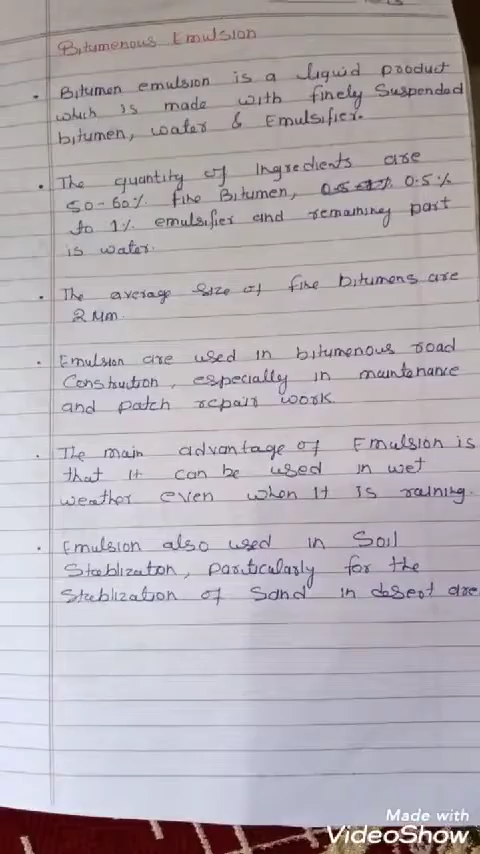 Bitumenous Emulsion
• Bitumen emulsion is a liquid product
which is made with finely Suspended
bitumen, water & Emulsifier.
• The quantity of Ingredients are
50-60% fine Bitumen, 0.5%
to 1% emulsifier and remaining part
is water.
• The average size of fine bitumens are
2 µm.
• Emulsion are used in bitumenous road
Construction, especially in maintenance
and patch repair work
• The main advantage of Emulsion is
that it can be used in wet
weather even when it is raining.
• Emulsion also used in Soil
Stablization, particularly for the
Stablization of Sand in desert are
Made with
VideoShow